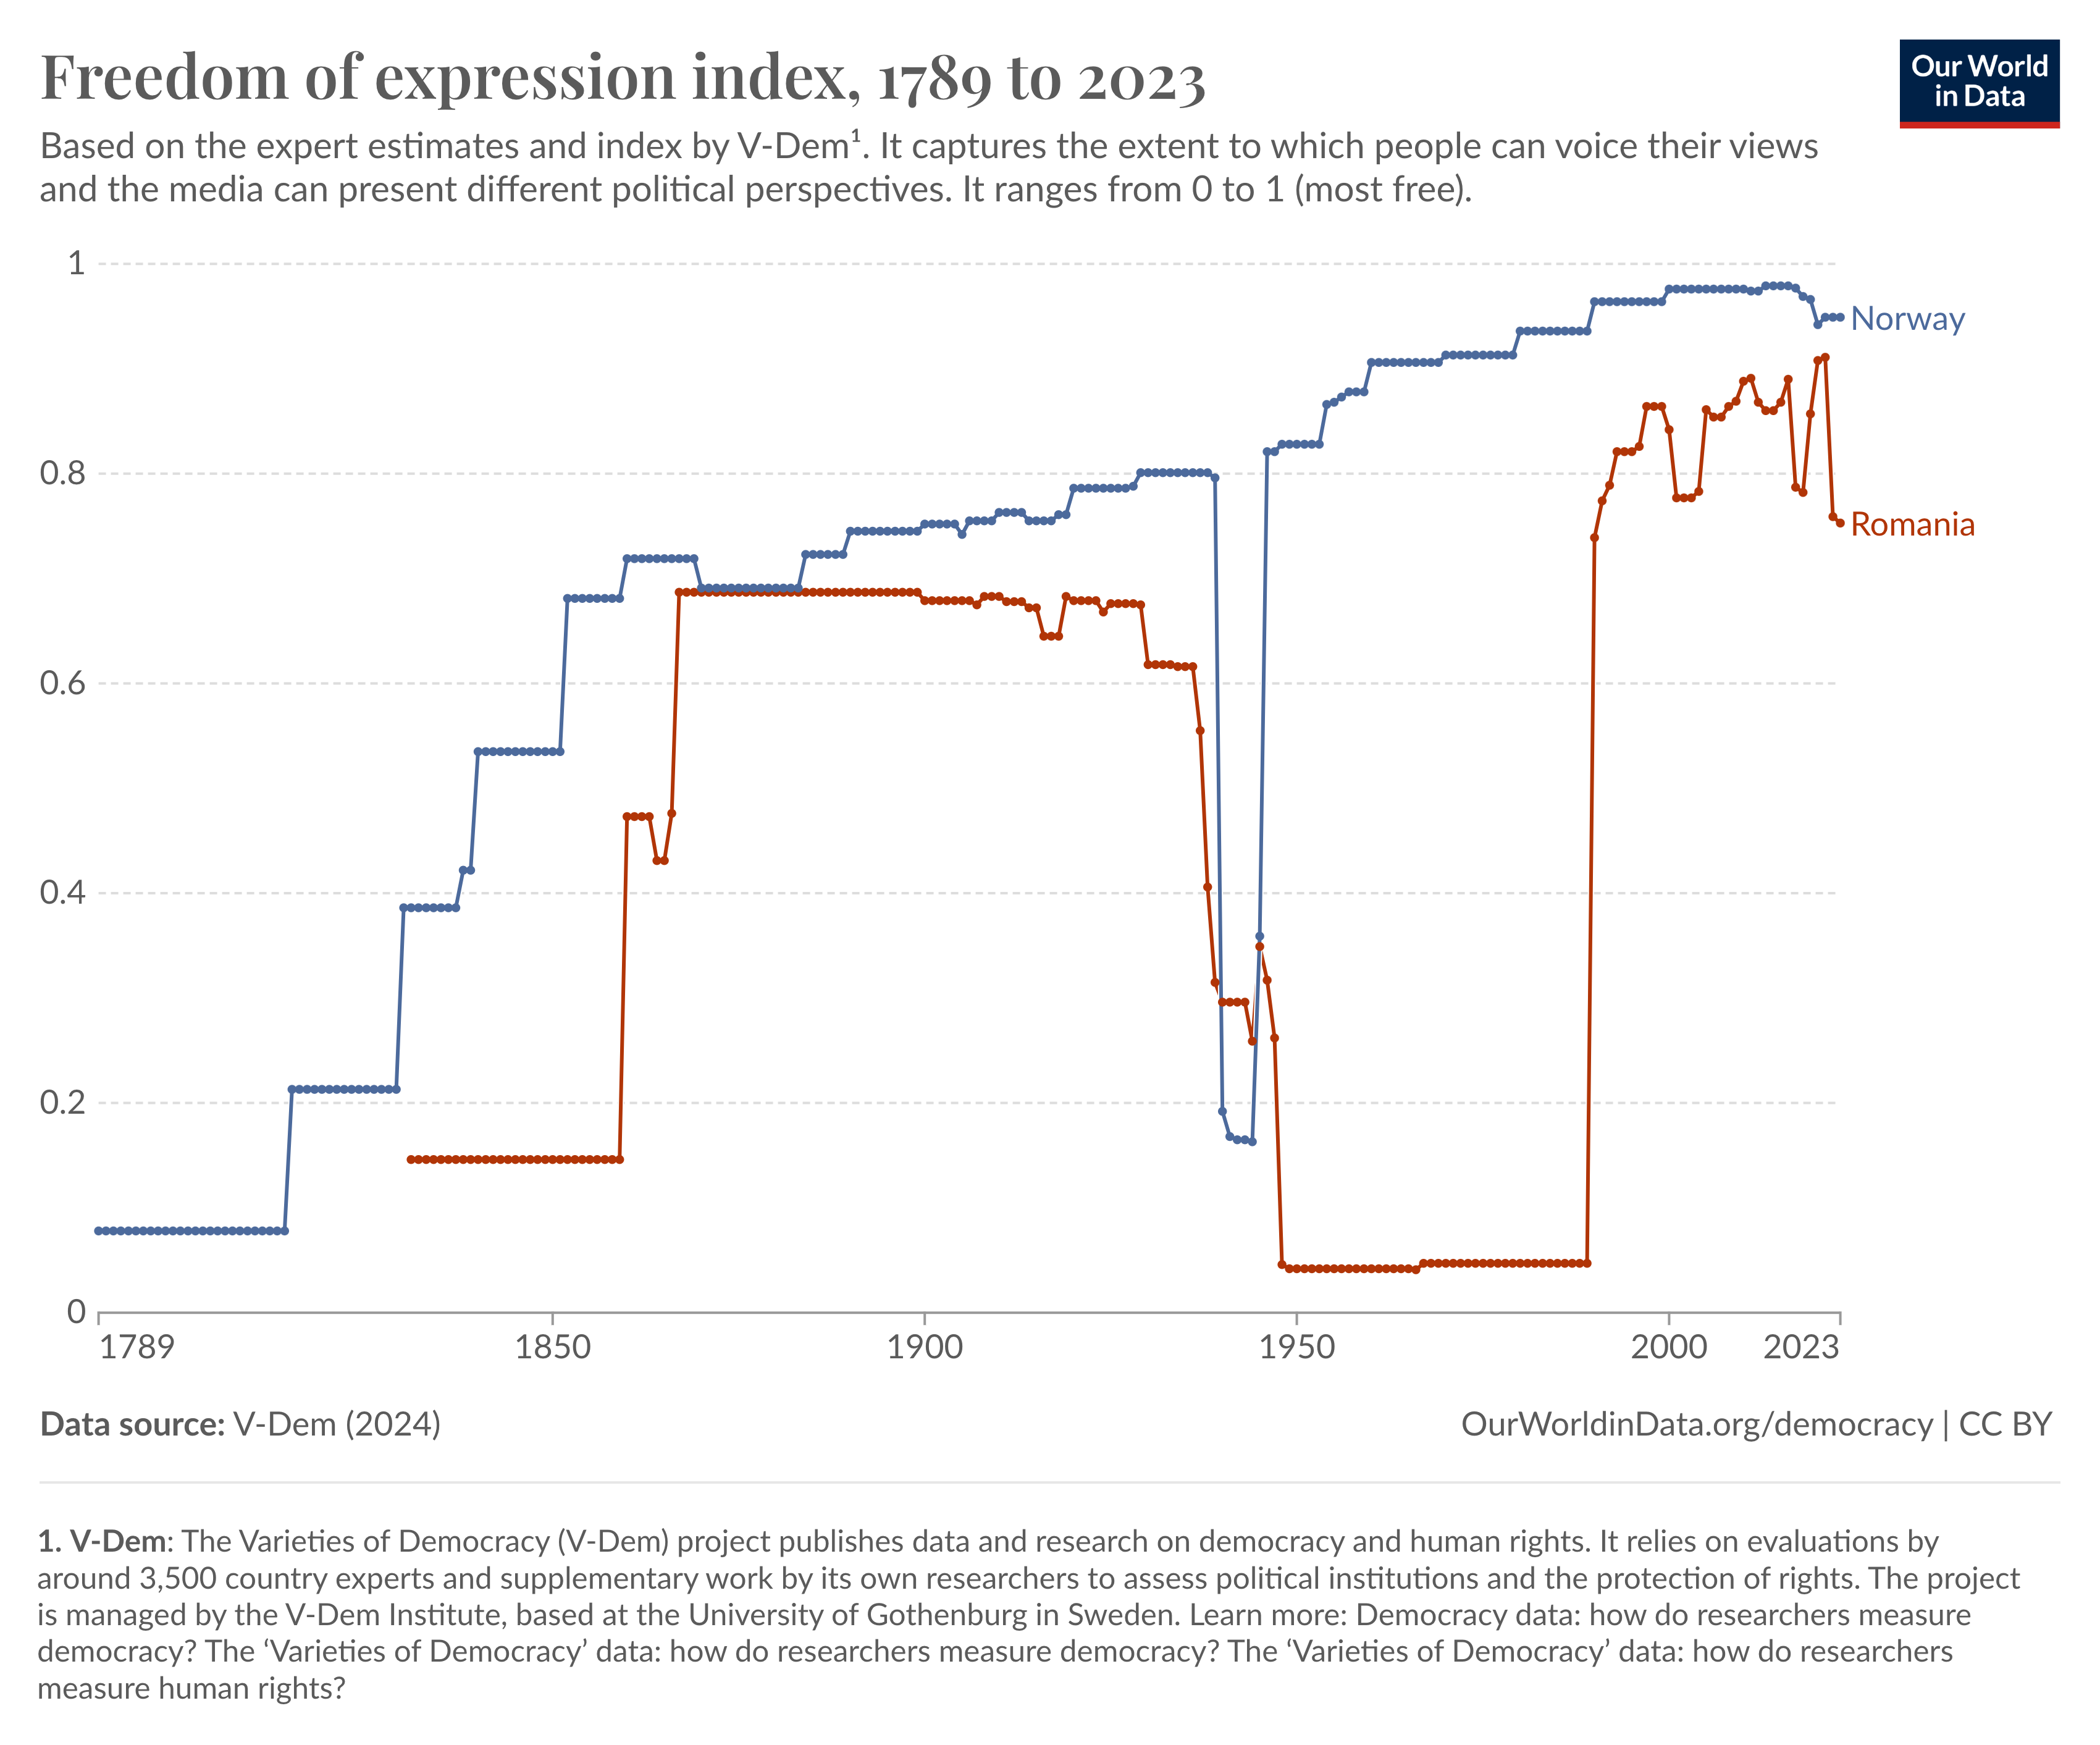 Freedom of expression index, 1789 to 2023
Our World
in Data
Based on the expert estimates and index by V-Dem¹. It captures the extent to which people can voice their views
and the media can present different political perspectives. It ranges from 0 to 1 (most free).
1
Norway
0.8
Romania
0.6
0.4
0.2
0
1789 1850 1900 1950 2000 2023
Data source: V-Dem (2024)
OurWorldinData.org/democracy | CC BY
1. V-Dem: The Varieties of Democracy (V-Dem) project publishes data and research on democracy and human rights. It relies on evaluations by
around 3,500 country experts and supplementary work by its own researchers to assess political institutions and the protection of rights. The project
is managed by the V-Dem Institute, based at the University of Gothenburg in Sweden. Learn more: Democracy data: how do researchers measure
democracy? The ‘Varieties of Democracy’ data: how do researchers measure democracy? The ‘Varieties of Democracy’ data: how do researchers
measure human rights?